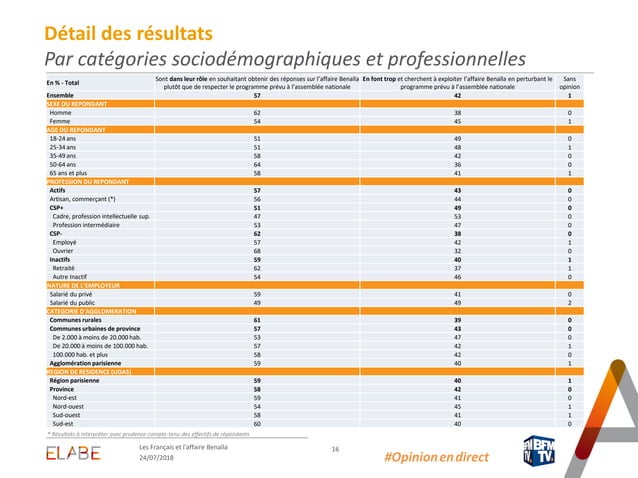 Détail des résultats
Par catégories sociodémographiques et professionnelles
En % - Total
Sont dans leur rôle en souhaitant obtenir des réponses sur l'affaire Benalla plutôt que de respecter le programme prévu à l'assemblée nationale
En font trop et cherchent à exploiter l'affaire Benalla en perturbant le programme prévu à l'assemblée nationale
Sans opinion
Ensemble 57 42 1
SEXE DU REPONDANT
Homme 62 38 0
Femme 54 45 1
AGE DU REPONDANT
18-24 ans 51 49 0
25-34 ans 51 48 1
35-49 ans 58 42 0
50-64 ans 64 36 0
65 ans et plus 58 41 1
PROFESSION DU REPONDANT
Actifs 57 43 0
Artisan, commerçant (*) 56 44 0
CSP+ 51 49 0
Cadre, profession intellectuelle sup. 47 53 0
Profession intermédiaire 53 47 0
CSP- 62 38 0
Employé 57 42 1
Ouvrier 68 32 0
Inactifs 59 40 1
Retraité 62 37 1
Autre Inactif 54 46 0
NATURE DE L'EMPLOYEUR
Salarié du privé 59 41 0
Salarié du public 49 49 2
CATEGORIE D'AGGLOMERATION
Communes rurales 61 39 0
Communes urbaines de province 57 43 0
De 2.000 à moins de 20.000 hab. 53 47 0
De 20.000 à moins de 100.000 hab. 57 42 1
100.000 hab. et plus 58 42 0
Agglomération parisienne 59 40 1
REGION DE RESIDENCE (UDA5)
Région parisienne 59 40 1
Province 58 42 0
Nord-est 59 41 0
Nord-ouest 54 45 1
Sud-ouest 58 41 1
Sud-est 60 40 0
* Résultats à interpréter avec prudence compte-tenu des effectifs de répondants
ELABE
Les Français et l'affaire Benalla
24/07/2018
16
#Opinionendirect
BFM TV.